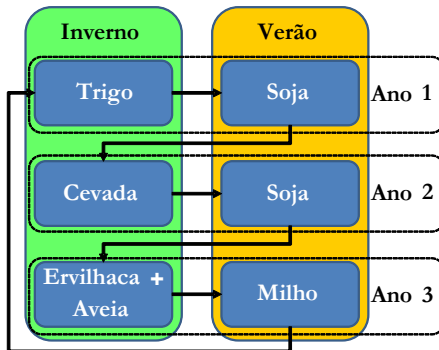 Inverno Verão
Trigo Soja Ano 1
Cevada Soja Ano 2
Ervilhaca +
Aveia
Milho Ano 3